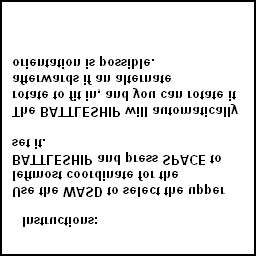 Instructions:
Use the WASD to select the upper
leftmost coordinate for the
BATTLESHIP and press SPACE to
set it.
The BATTLESHIP will automatically
rotate to fit in, and you can rotate it
afterwards if an alternate
orientation is possible.